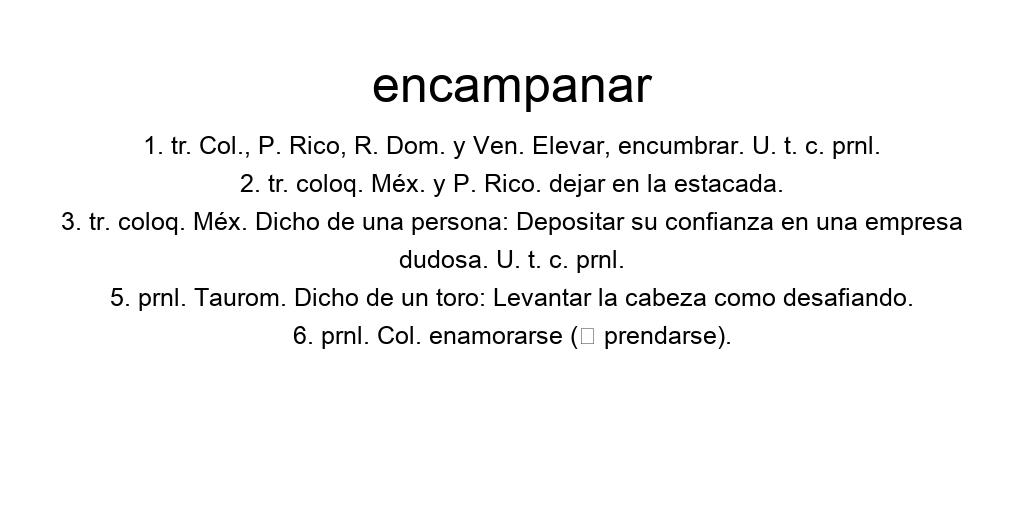 encampanar
1. tr. Col., P. Rico, R. Dom. y Ven. Elevar, encumbrar. U. t. c. prnl.
2. tr. coloq. Méx. y P. Rico. dejar en la estacada.
3. tr. coloq. Méx. Dicho de una persona: Depositar su confianza en una empresa
dudosa. U. t. c. prnl.
5. prnl. Taurom. Dicho de un toro: Levantar la cabeza como desafiando.
6. prnl. Col. enamorarse (▯ prendarse).